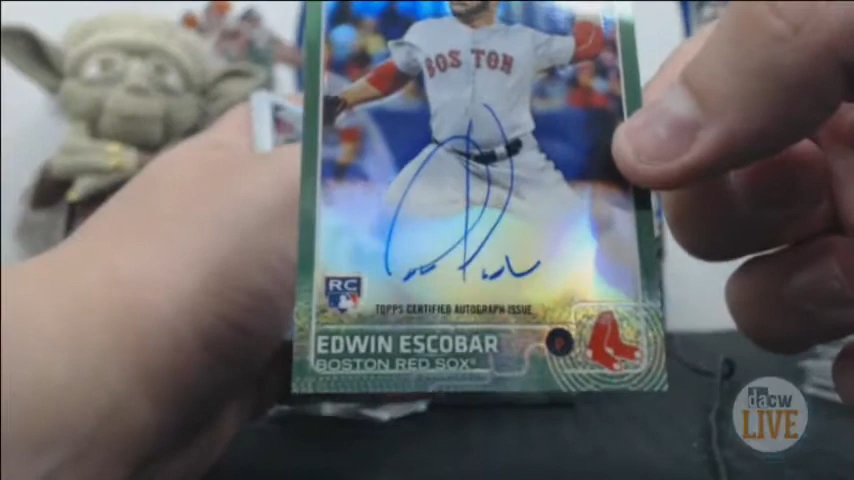 BOSTON
RC
TOPPS CERTIFIED AUTOGRAPH ISSUE
EDWIN ESCOBAR
P
BOSTON RED SOX
dacw
LIVE